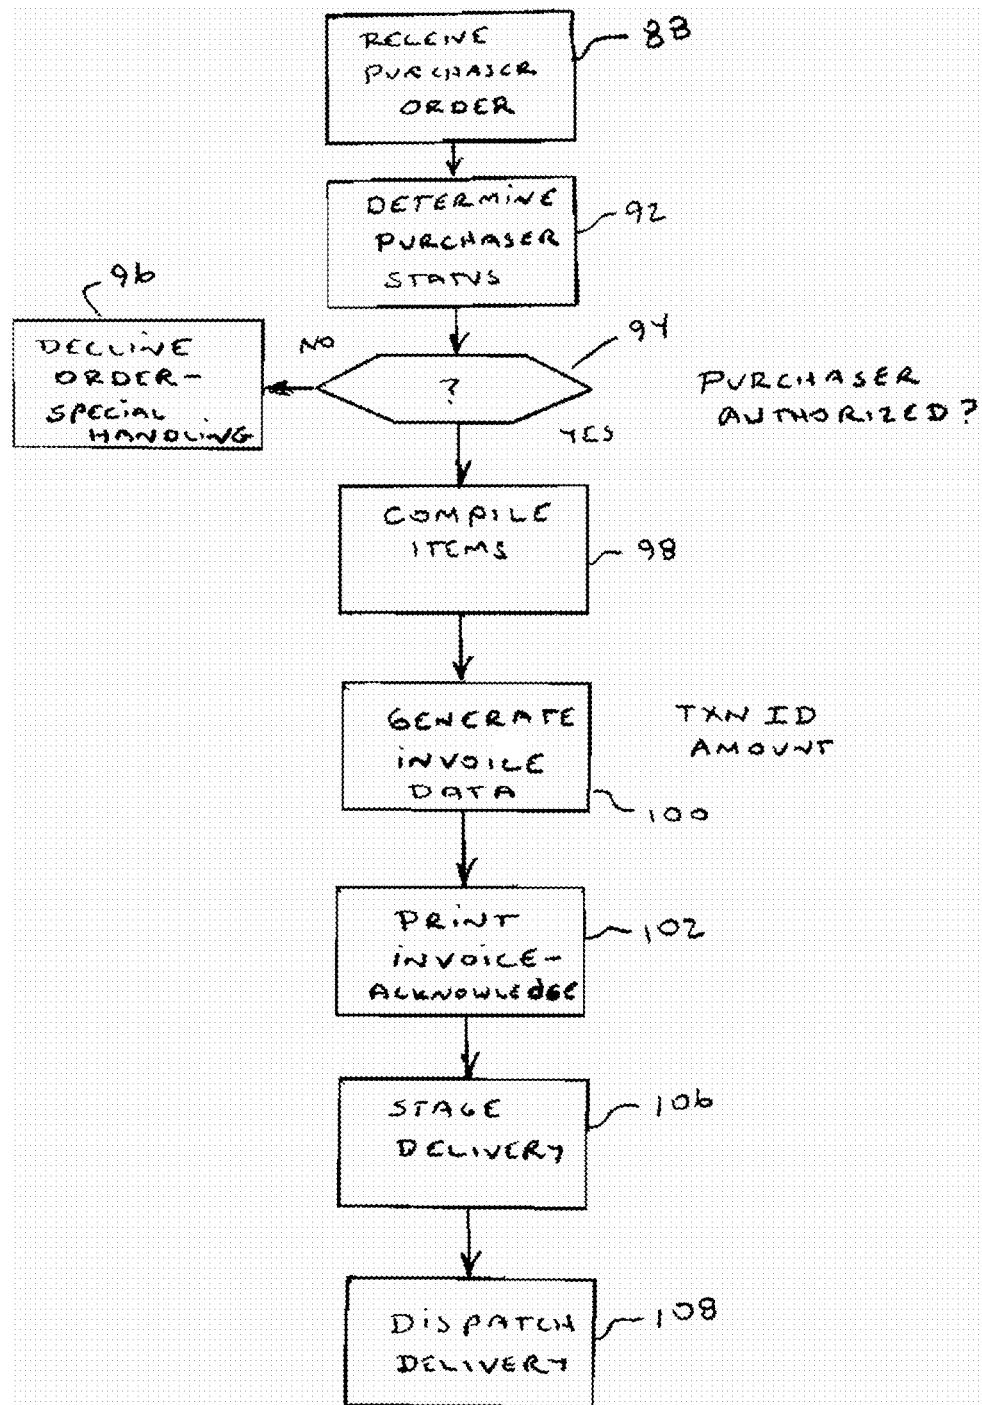 RECEIVE
PURCHASER
ORDER
88
DETERMINE
PURCHASER
STATUS
92
96
DECLINE
ORDER-
SPECIAL
HANDLING
NO
?
94
YES
PURCHASER
AUTHORIZED?
COMPILE
ITEMS
98
GENERATE
INVOICE
DATA
TXN ID
AMOUNT
100
PRINT
INVOICE-
ACKNOWLEDGE
102
STAGE
DELIVERY
106
DISPATCH
DELIVERY
108